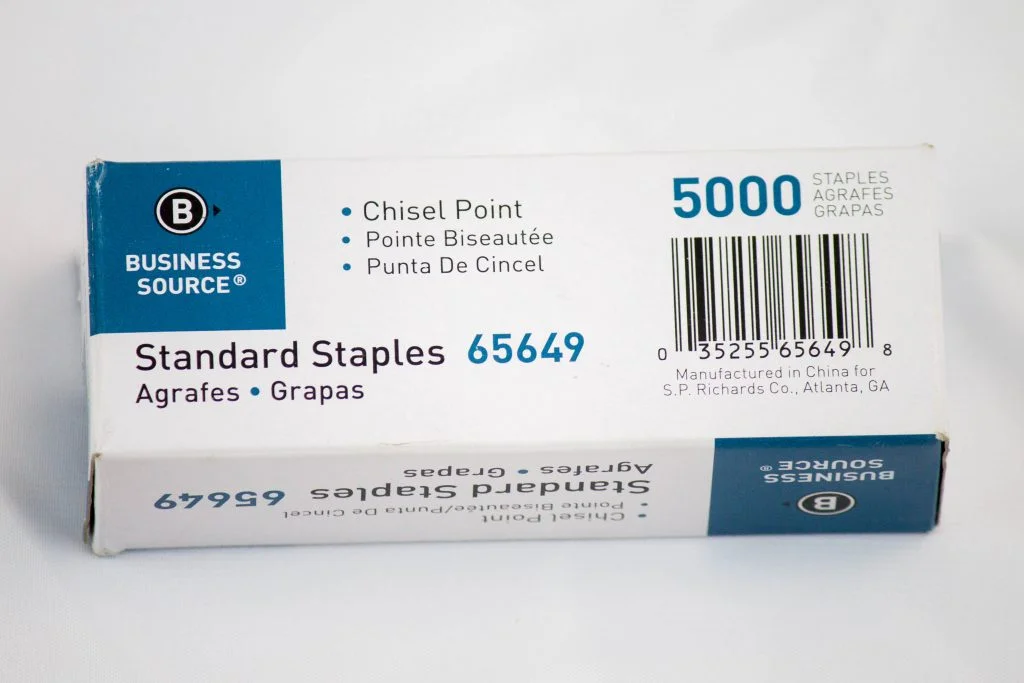 B
BUSINESS
SOURCE®
• Chisel Point
• Pointe Biseautée
• Punta De Cincel
Standard Staples 65649
Agrafes • Grapas
5000 STAPLES
AGRAFES
GRAPAS
0 35255 65649 8
Manufactured in China for
S.P. Richards Co., Atlanta, GA
B
BUSINESS
SOURCE®
• Chisel Point
• Pointe Biseautée/Punta De Cincel
Standard Staples 65649
Agrafes • Grapas